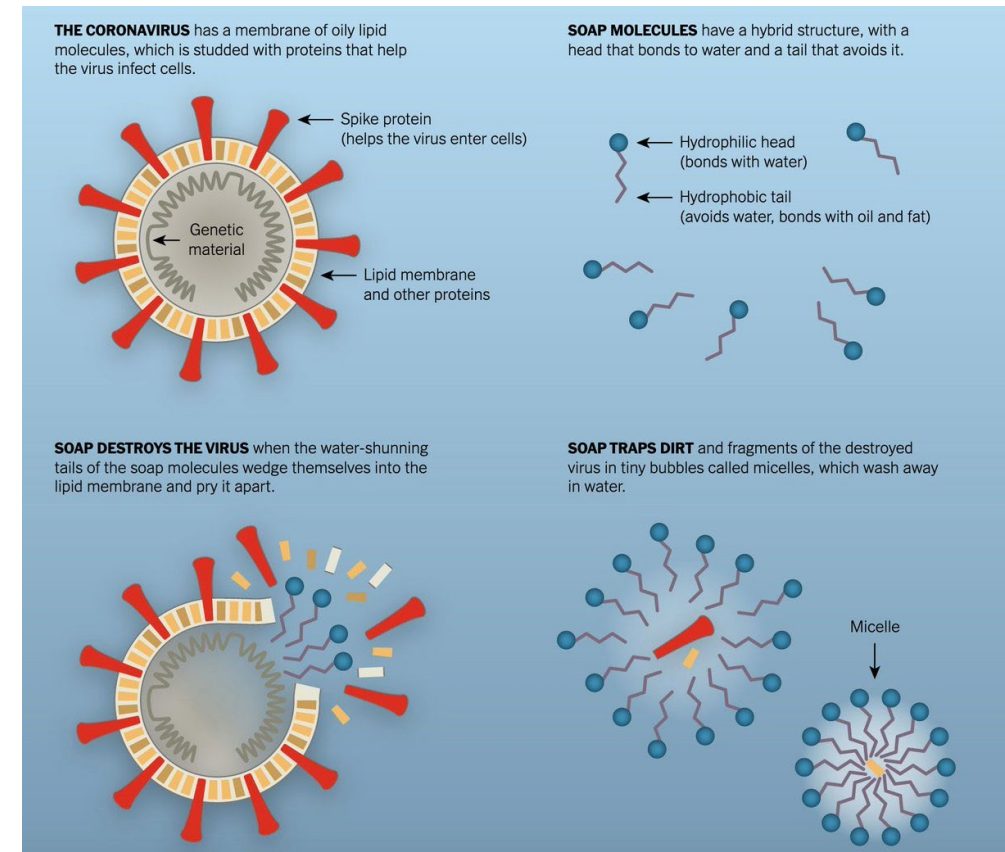 THE CORONAVIRUS has a membrane of oily lipid
molecules, which is studded with proteins that help
the virus infect cells.
Spike protein
(helps the virus enter cells)
Genetic
material
Lipid membrane
and other proteins
SOAP MOLECULES have a hybrid structure, with a
head that bonds to water and a tail that avoids it.
Hydrophilic head
(bonds with water)
Hydrophobic tail
(avoids water, bonds with oil and fat)
SOAP DESTROYS THE VIRUS when the water-shunning
tails of the soap molecules wedge themselves into the
lipid membrane and pry it apart.
SOAP TRAPS DIRT and fragments of the destroyed
virus in tiny bubbles called micelles, which wash away
in water.
Micelle